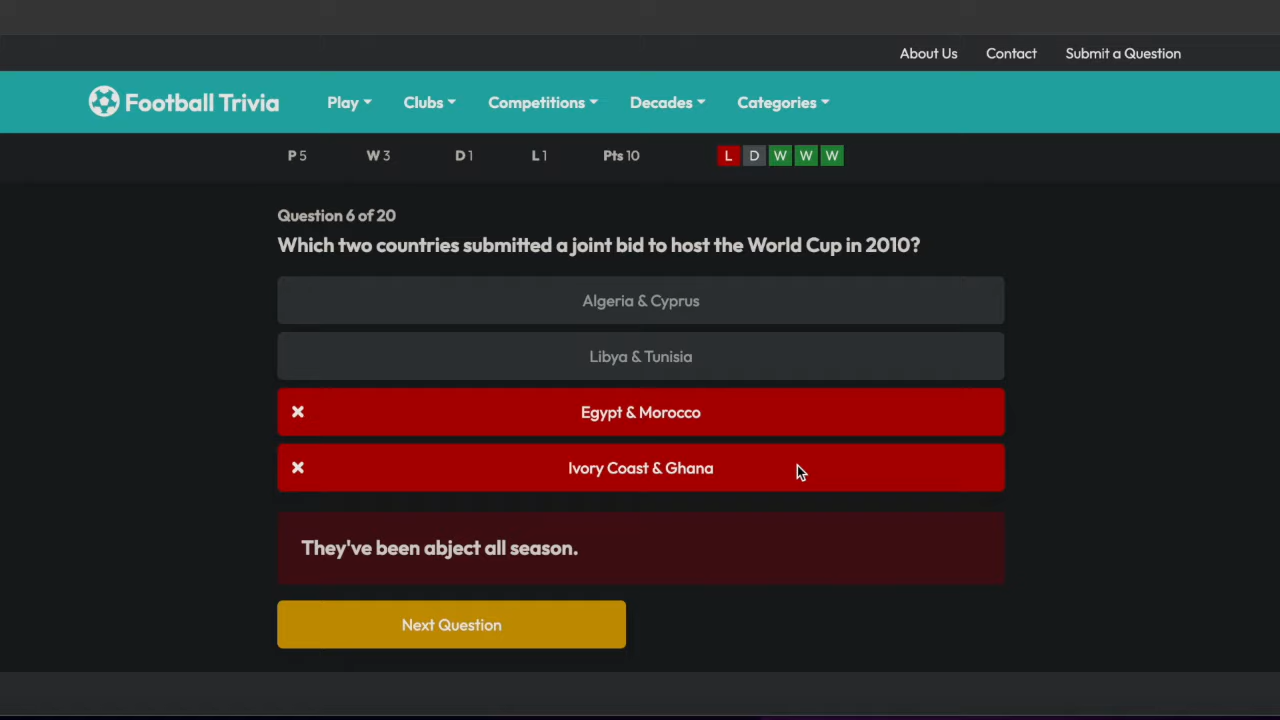 About Us Contact Submit a Question
Football Trivia Play Clubs Competitions Decades Categories
P 5 W 3 D 1 L 1 Pts 10 L D W W W
Question 6 of 20
Which two countries submitted a joint bid to host the World Cup in 2010?
Algeria & Cyprus
Libya & Tunisia
Egypt & Morocco
Ivory Coast & Ghana
They've been abject all season.
Next Question